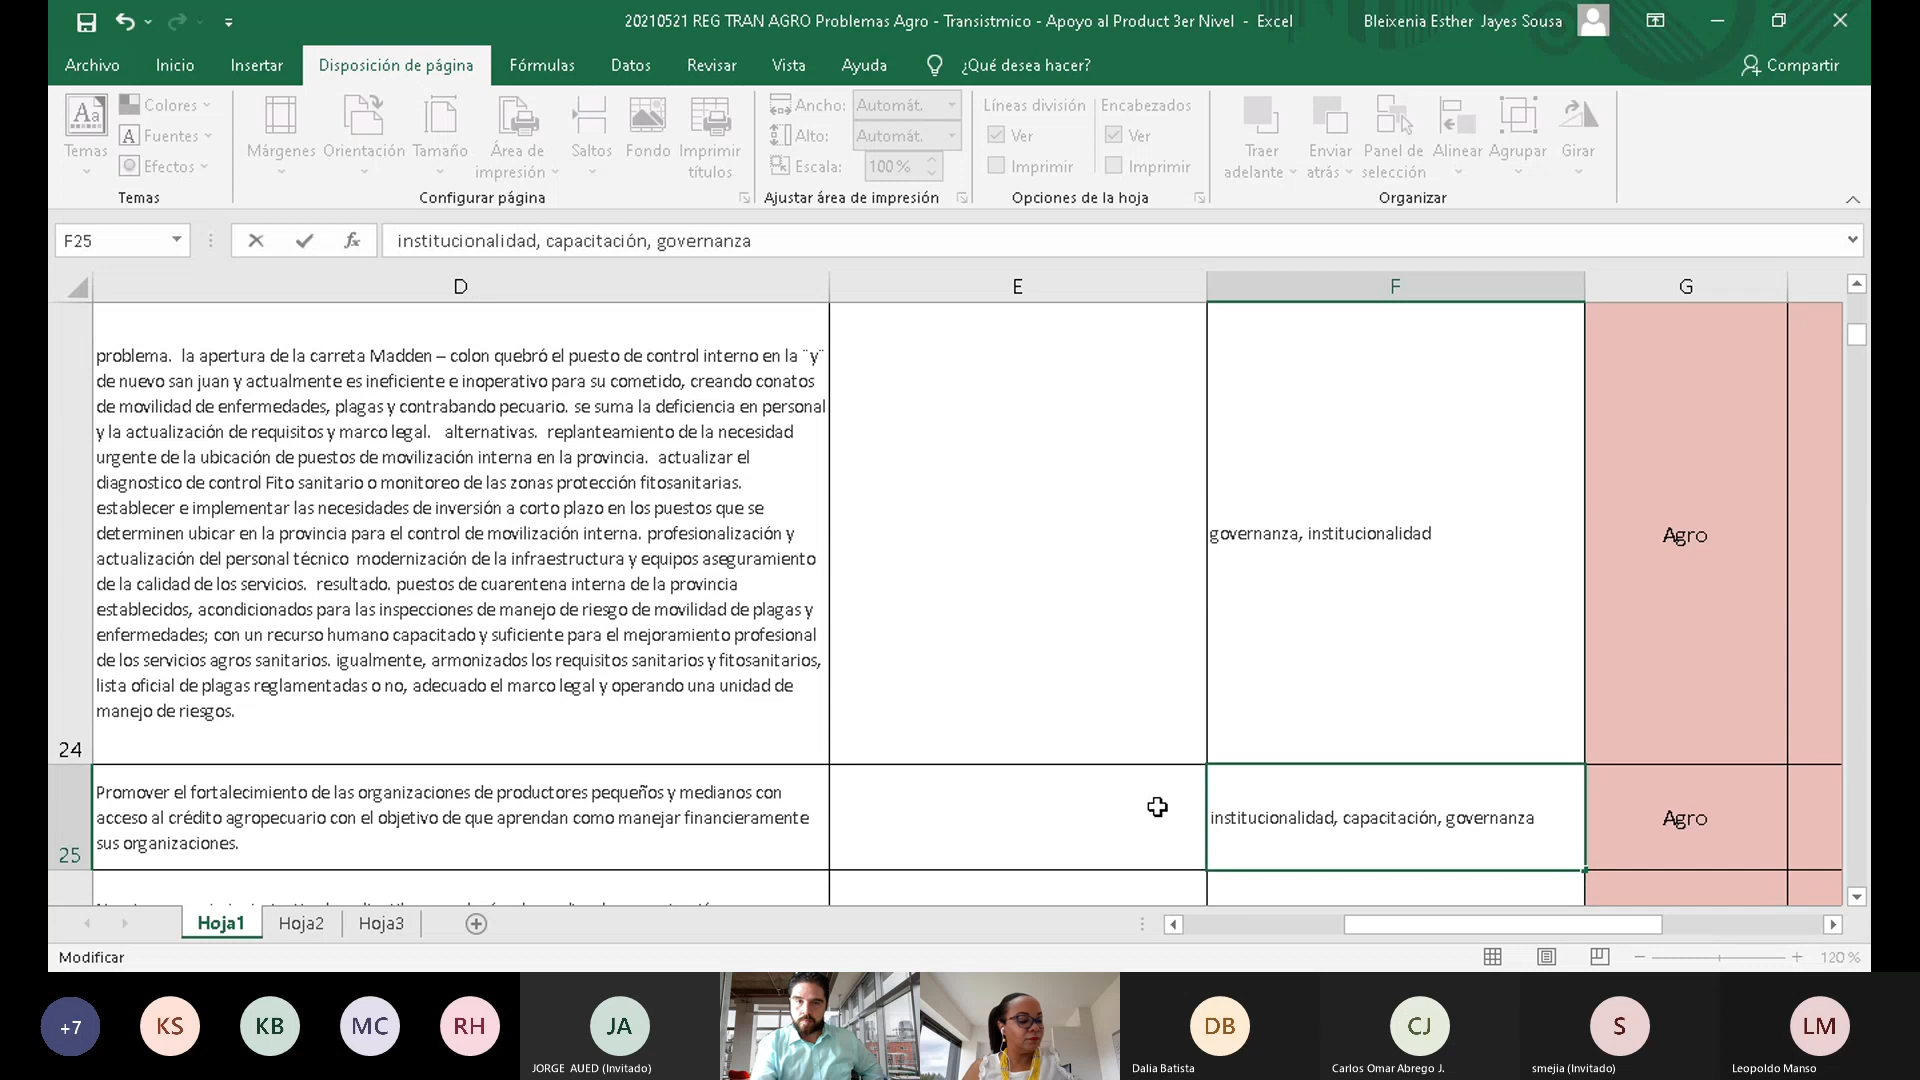 20210521 REG TRAN AGRO Problemas Agro - Transistmico - Apoyo al Product 3er Nivel - Excel
Bleixenia Esther Jayes Sousa
Archivo
Inicio
Insertar
Disposición de página
Fórmulas
Datos
Revisar
Vista
Ayuda
¿Qué desea hacer?
Compartir
Temas
Colores
Fuentes
Efectos
Temas
Márgenes
Orientación
Tamaño
Área de
impresión
Saltos
Fondo
Imprimir
títulos
Configurar página
Ancho: Automát.
Alto: Automát.
Escala: 100 %
Ajustar área de impresión
Líneas división
Ver
Imprimir
Encabezados
Ver
Imprimir
Opciones de la hoja
Traer
adelante
Enviar
atrás
Panel de
selección
Alinear
Agrupar
Girar
Organizar
F25
fx
institucionalidad, capacitación, governanza
D
E
F
G
problema.  la apertura de la carreta Madden – colon quebró el puesto de control interno en la ¨y¨
de nuevo san juan y actualmente es ineficiente e inoperativo para su cometido, creando conatos
de movilidad de enfermedades, plagas y contrabando pecuario. se suma la deficiencia en personal
y la actualización de requisitos y marco legal.   alternativas.  replanteamiento de la necesidad
urgente de la ubicación de puestos de movilización interna en la provincia.  actualizar el
diagnostico de control Fito sanitario o monitoreo de las zonas protección fitosanitarias.
establecer e implementar las necesidades de inversión a corto plazo en los puestos que se
determinen ubicar en la provincia para el control de movilización interna. profesionalización y
actualización del personal técnico  modernización de la infraestructura y equipos aseguramiento
de la calidad de los servicios.  resultado. puestos de cuarentena interna de la provincia
establecidos, acondicionados para las inspecciones de manejo de riesgo de movilidad de plagas y
enfermedades; con un recurso humano capacitado y suficiente para el mejoramiento profesional
de los servicios agros sanitarios. igualmente, armonizados los requisitos sanitarios y fitosanitarios,
lista oficial de plagas reglamentadas o no, adecuado el marco legal y operando una unidad de
manejo de riesgos.
governanza, institucionalidad
Agro
24
Promover el fortalecimiento de las organizaciones de productores pequeños y medianos con
acceso al crédito agropecuario con el objetivo de que aprendan como manejar financieramente
sus organizaciones.
institucionalidad, capacitación, governanza
Agro
25
Hoja1
Hoja2
Hoja3
Modificar
120 %
+7
KS
KB
MC
RH
JA
JORGE AUED (Invitado)
DB
Dalia Batista
CJ
Carlos Omar Abrego J.
S
smejia (Invitado)
LM
Leopoldo Manso